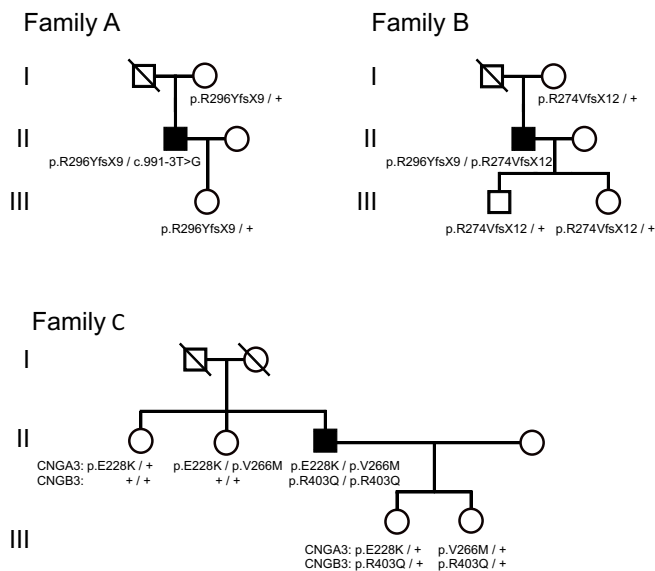 Family A
Family B
I
p.R296YfsX9 / +
I
p.R274VfsX12 / +
II
p.R296YfsX9 / c.991-3T>G
II
p.R296YfsX9 / p.R274VfsX12
III
p.R296YfsX9 / +
III
p.R274VfsX12 / +
p.R274VfsX12 / +
Family C
I
II
CNGA3: p.E228K / + p.E228K / p.V266M p.E228K / p.V266M
CNGB3: + / + + / + p.R403Q / p.R403Q
III
CNGA3: p.E228K / + p.V266M / +
CNGB3: p.R403Q / + p.R403Q / +